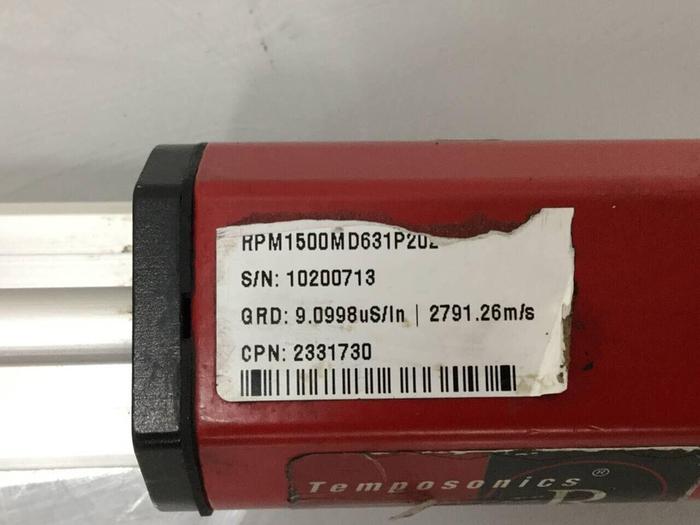 RPM1500MD631P202
S/N: 10200713
GRD: 9.0998uS/In | 2791.26m/s
CPN: 2331730
Temposonics ®
R